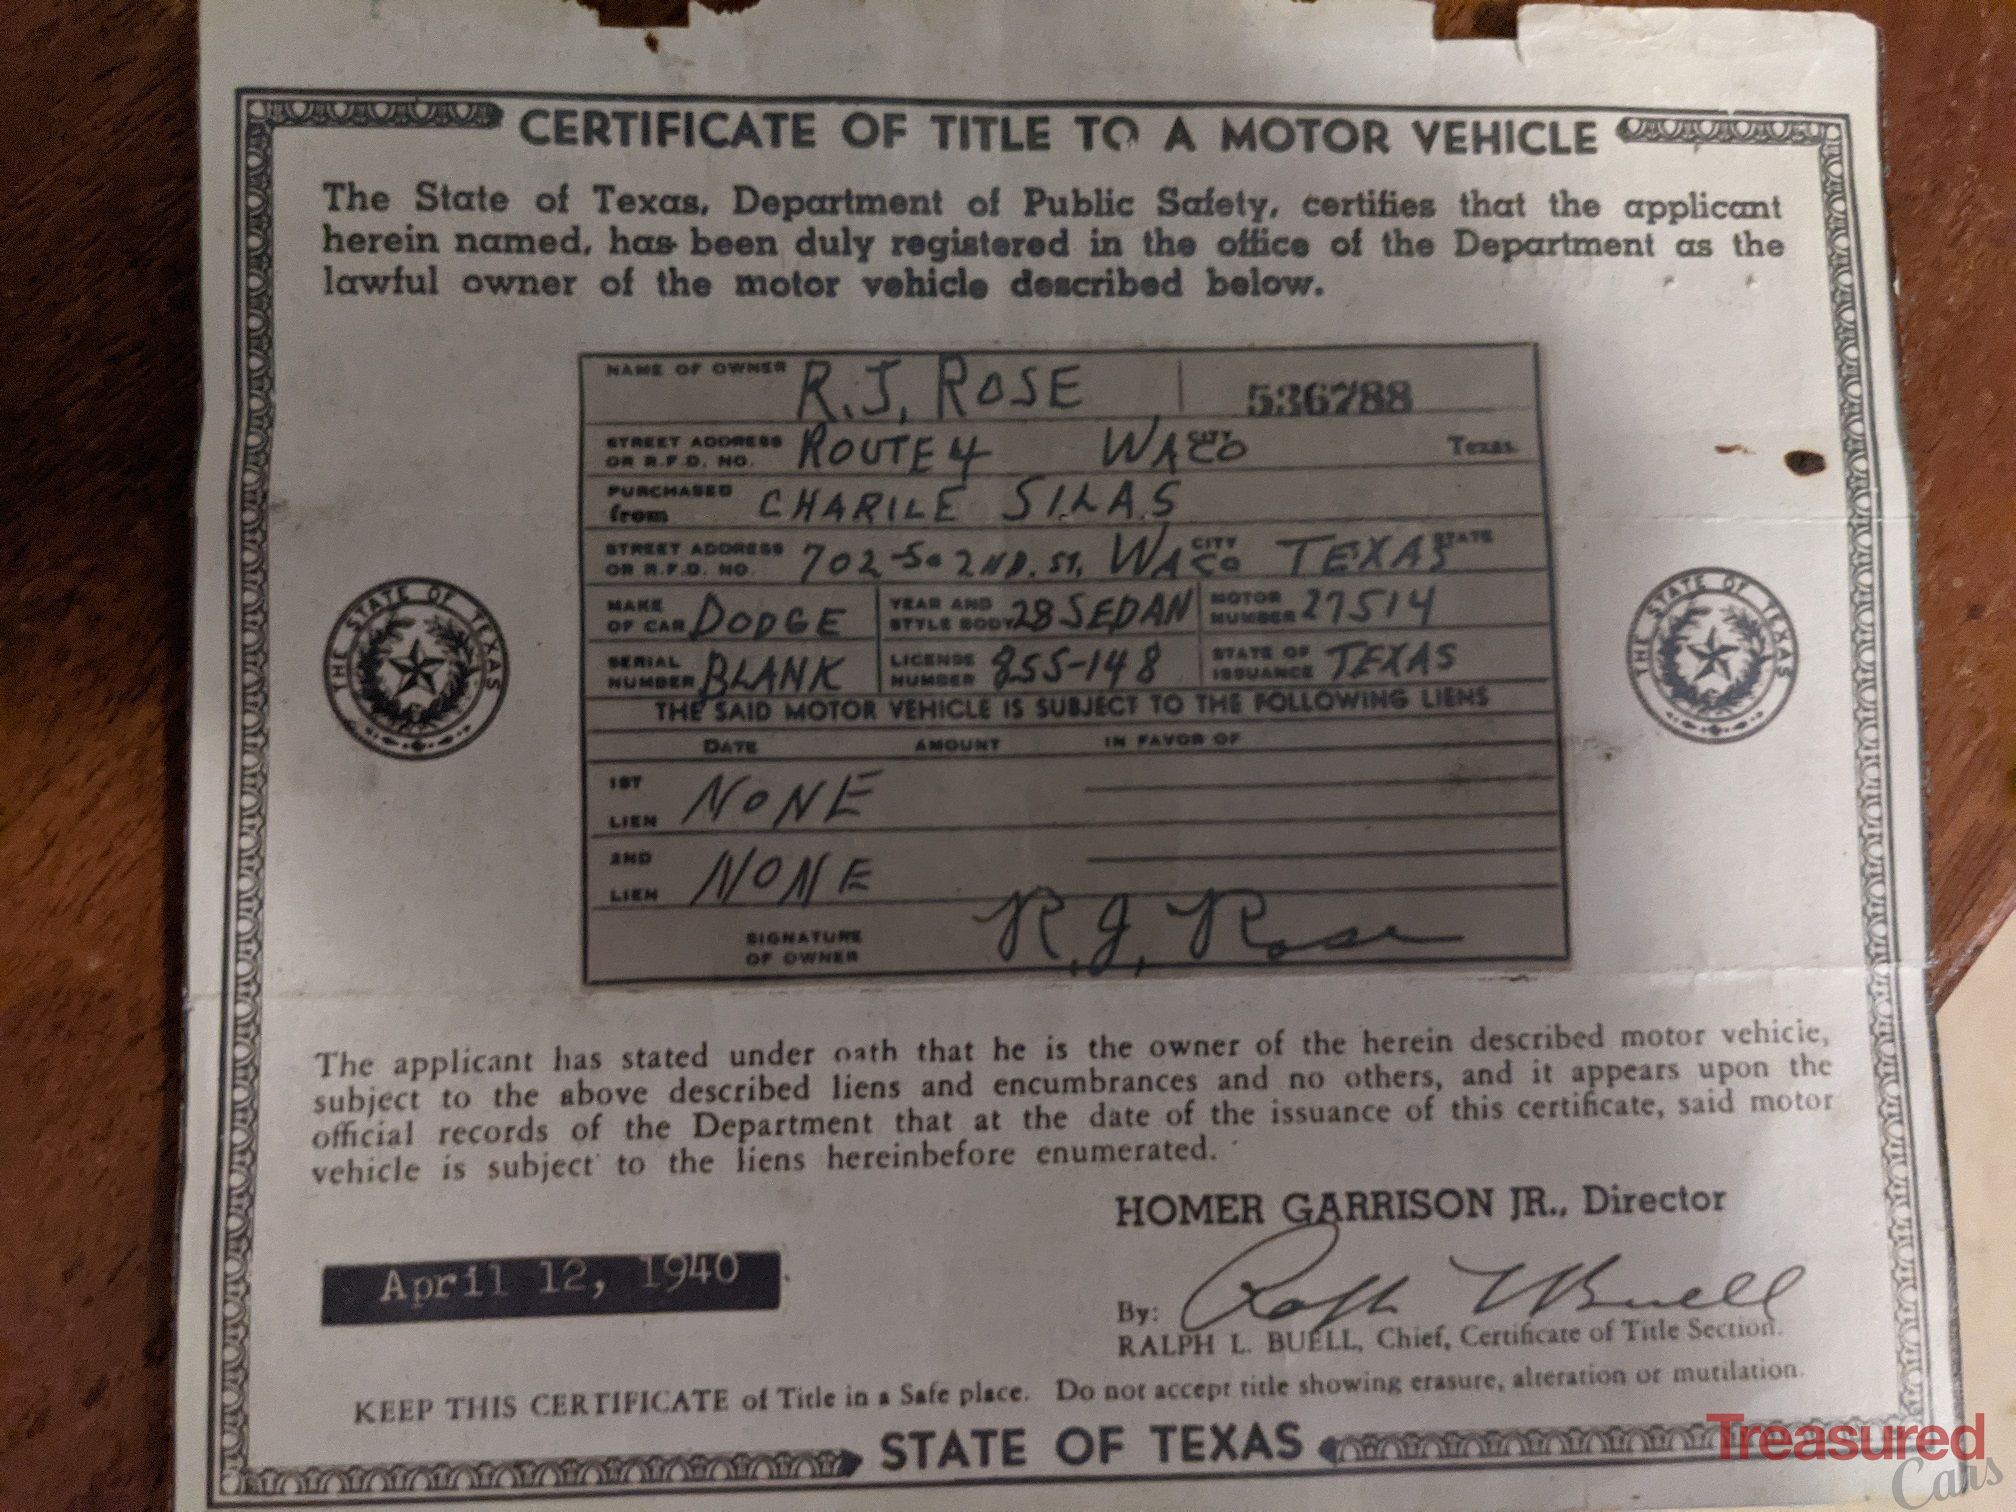 CERTIFICATE OF TITLE TO A MOTOR VEHICLE
The State of Texas, Department of Public Safety, certifies that the applicant
herein named, has been duly registered in the office of the Department as the
lawful owner of the motor vehicle described below.
NAME OF OWNER R.J. ROSE 536788
STREET ADDRESS OR R.F.D. NO. ROUTE 4 WACO CITY Texas
PURCHASED from CHARILE SILAS
STREET ADDRESS OR R.F.D. NO. 702 So 2ND. ST. WACO CITY TEXAS STATE
MAKE OF CAR DODGE YEAR AND STYLE BODY 28 SEDAN MOTOR NUMBER 27514
SERIAL NUMBER BLANK LICENSE NUMBER 855-148 STATE OF ISSUANCE TEXAS
THE SAID MOTOR VEHICLE IS SUBJECT TO THE FOLLOWING LIENS
DATE AMOUNT IN FAVOR OF
1ST LIEN NONE
2ND LIEN NONE
SIGNATURE OF OWNER R. J. Rose
THE STATE OF TEXAS
THE STATE OF TEXAS
The applicant has stated under oath that he is the owner of the herein described motor vehicle,
subject to the above described liens and encumbrances and no others, and it appears upon the
official records of the Department that at the date of the issuance of this certificate, said motor
vehicle is subject to the liens hereinbefore enumerated.
HOMER GARRISON JR., Director
April 12, 1940
By: Ralph L Buell
RALPH L. BUELL, Chief, Certificate of Title Section.
KEEP THIS CERTIFICATE of Title in a Safe place. Do not accept title showing erasure, alteration or mutilation.
STATE OF TEXAS
Treasured
Cars